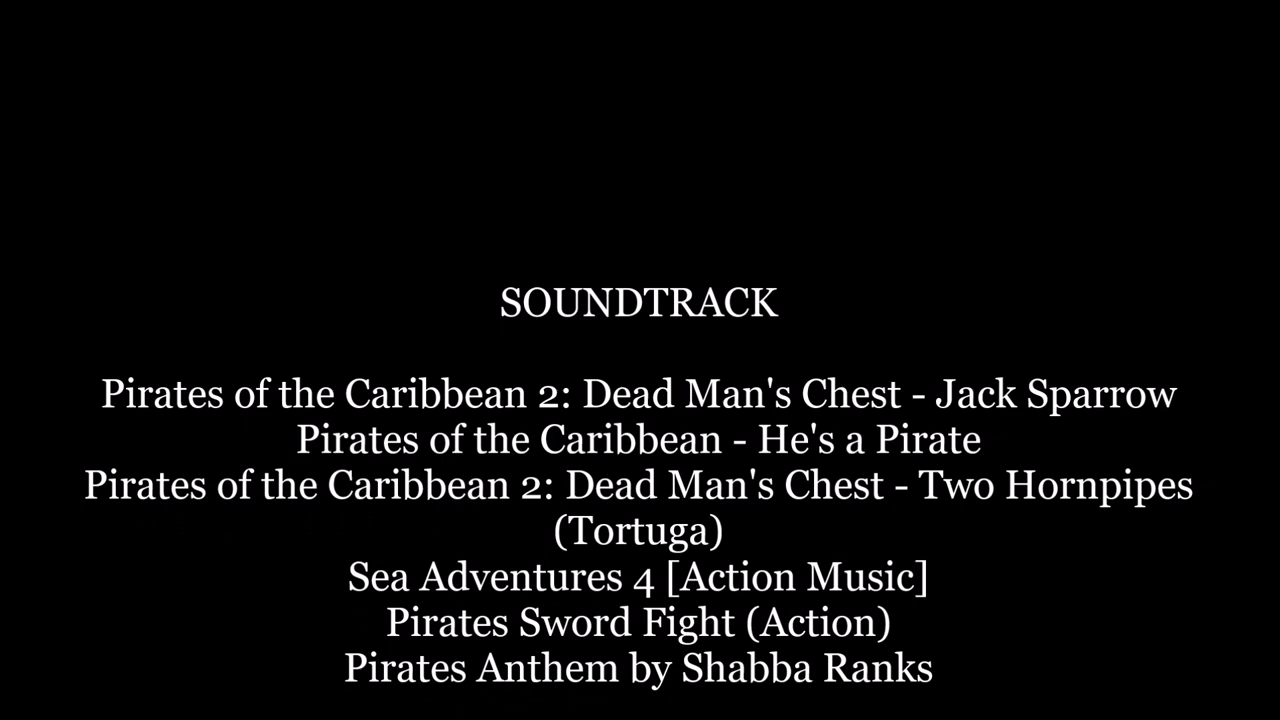 SOUNDTRACK
Pirates of the Caribbean 2: Dead Man's Chest - Jack Sparrow
Pirates of the Caribbean - He's a Pirate
Pirates of the Caribbean 2: Dead Man's Chest - Two Hornpipes
(Tortuga)
Sea Adventures 4 [Action Music]
Pirates Sword Fight (Action)
Pirates Anthem by Shabba Ranks